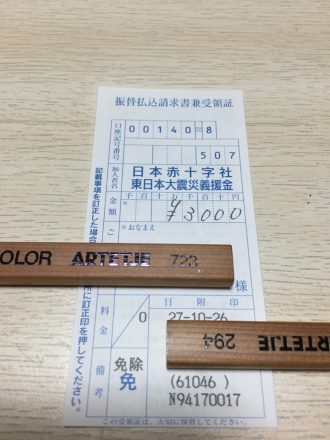 振替払込請求書兼受領証
口座記号番号
00140 8
507
加入者名
日本赤十字社
東日本大震災義援金
金額
千百十万千百十円
¥3000
※おなまえ
ご
様
OLOR ARTETJE 723
料金
0
日附印
27-10-26
294 RTETJE
備考
免除
免
(61046)
N94170017
記載事項を訂正した場合
所に訂正印を押してください。
この受領証は、大切に保管してください。